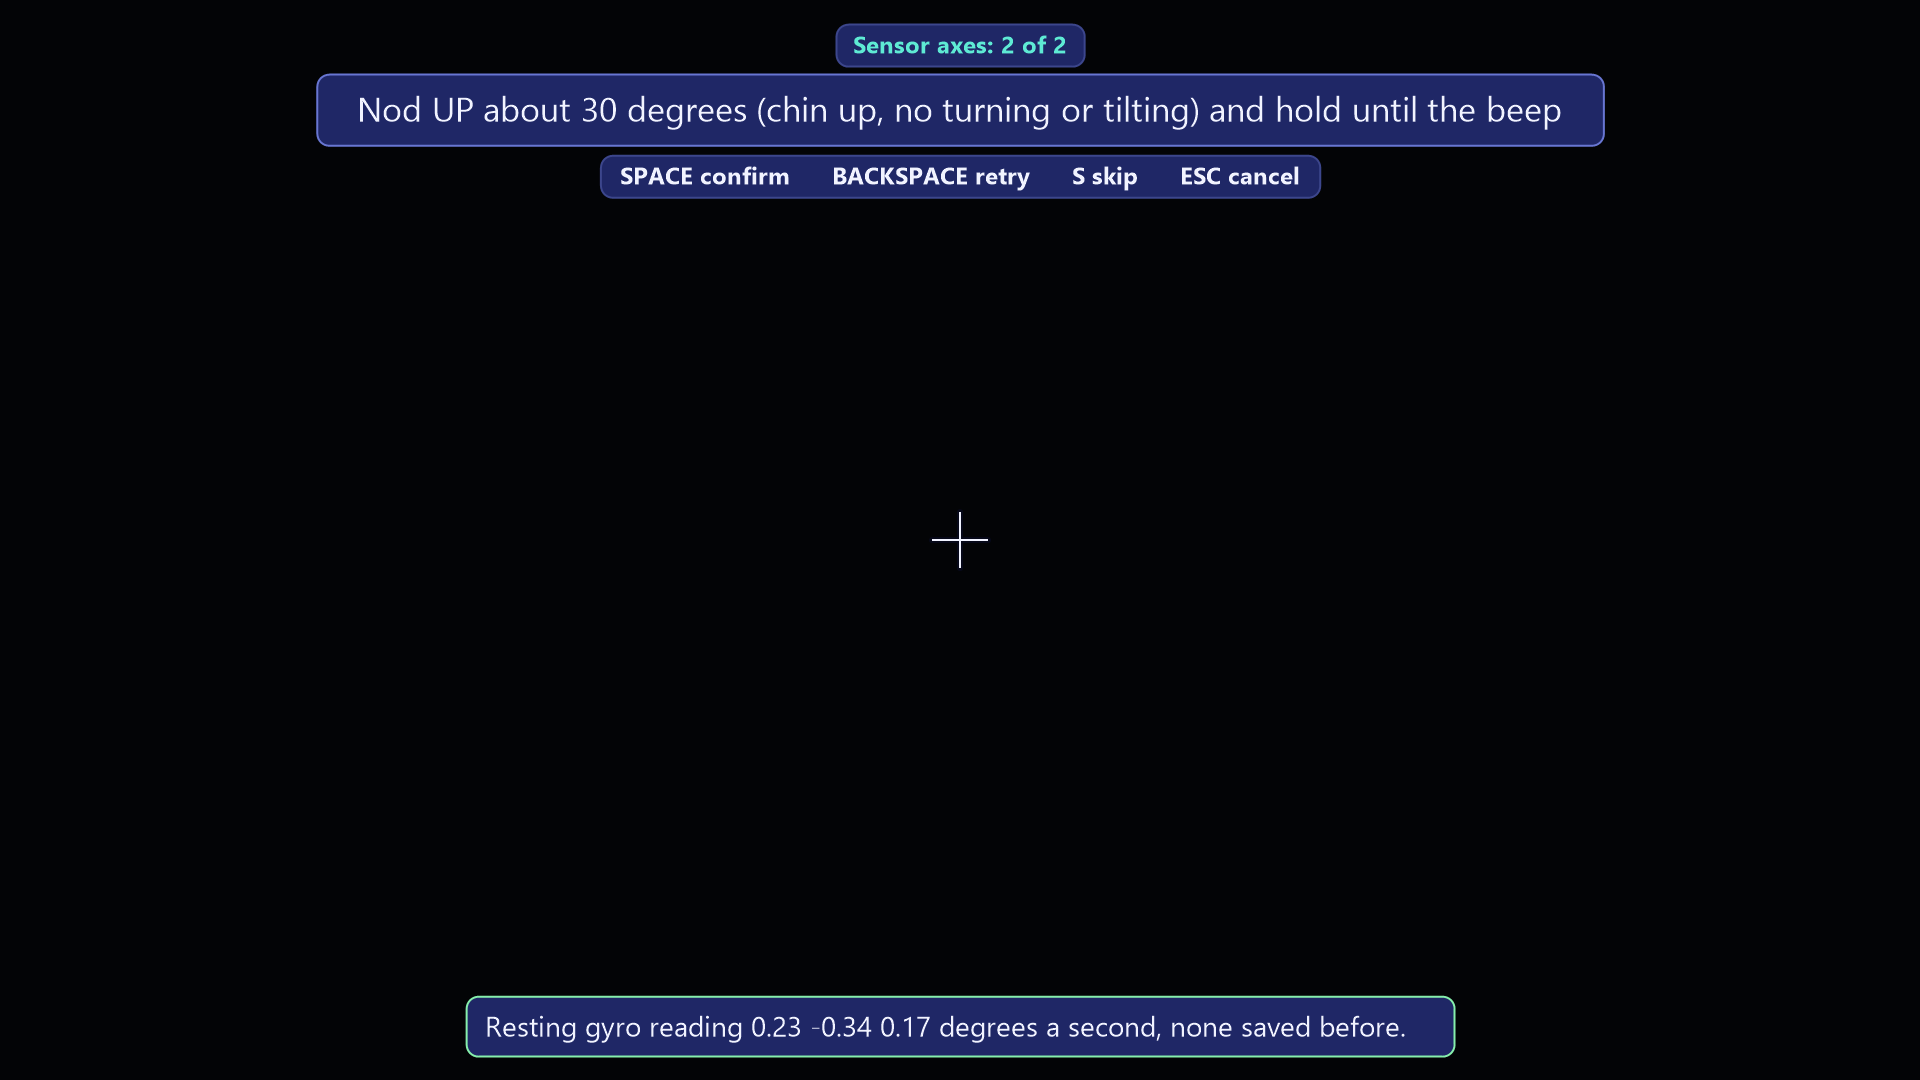 Sensor axes: 2 of 2
Nod UP about 30 degrees (chin up, no turning or tilting) and hold until the beep
SPACE confirm BACKSPACE retry S skip ESC cancel
Resting gyro reading 0.23 -0.34 0.17 degrees a second, none saved before.